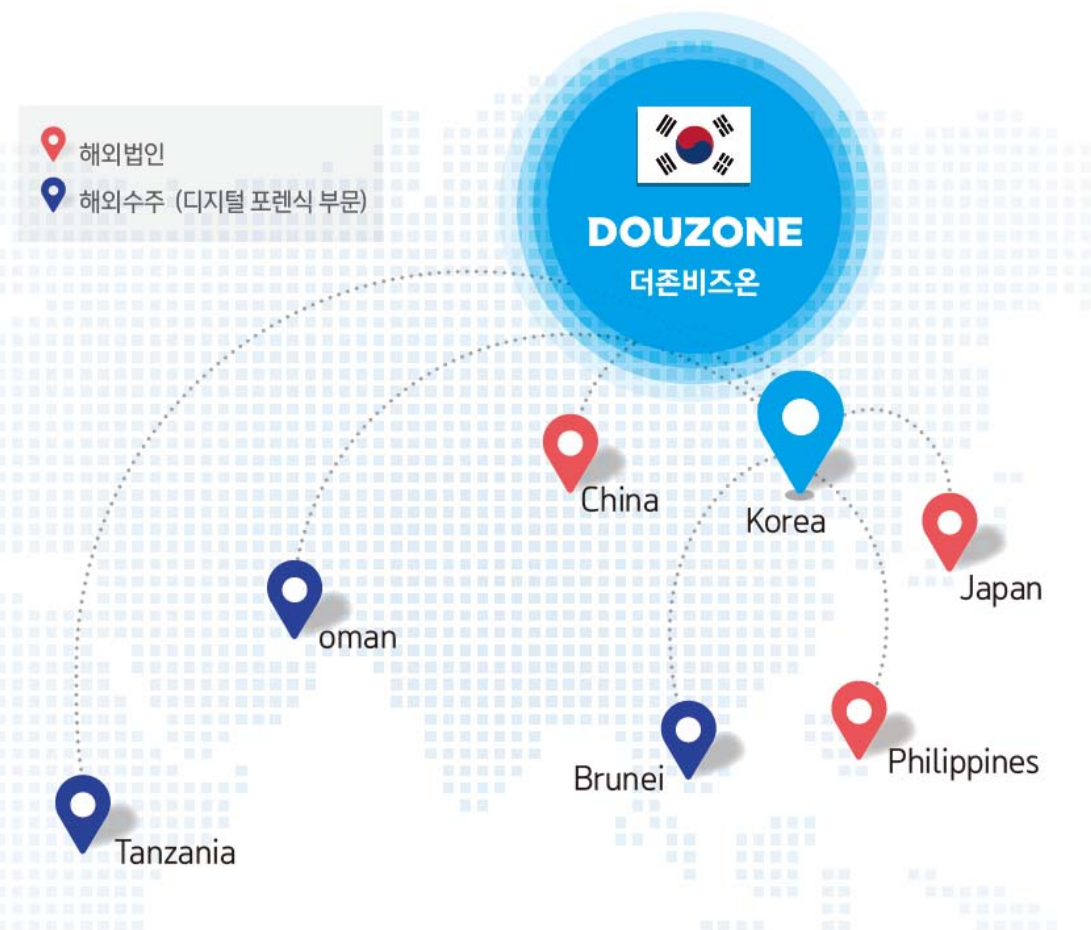 해외법인
해외수주 (디지털 포렌식 부문)
DOUZONE
더존비즈온
China
Korea
Japan
oman
Brunei
Philippines
Tanzania